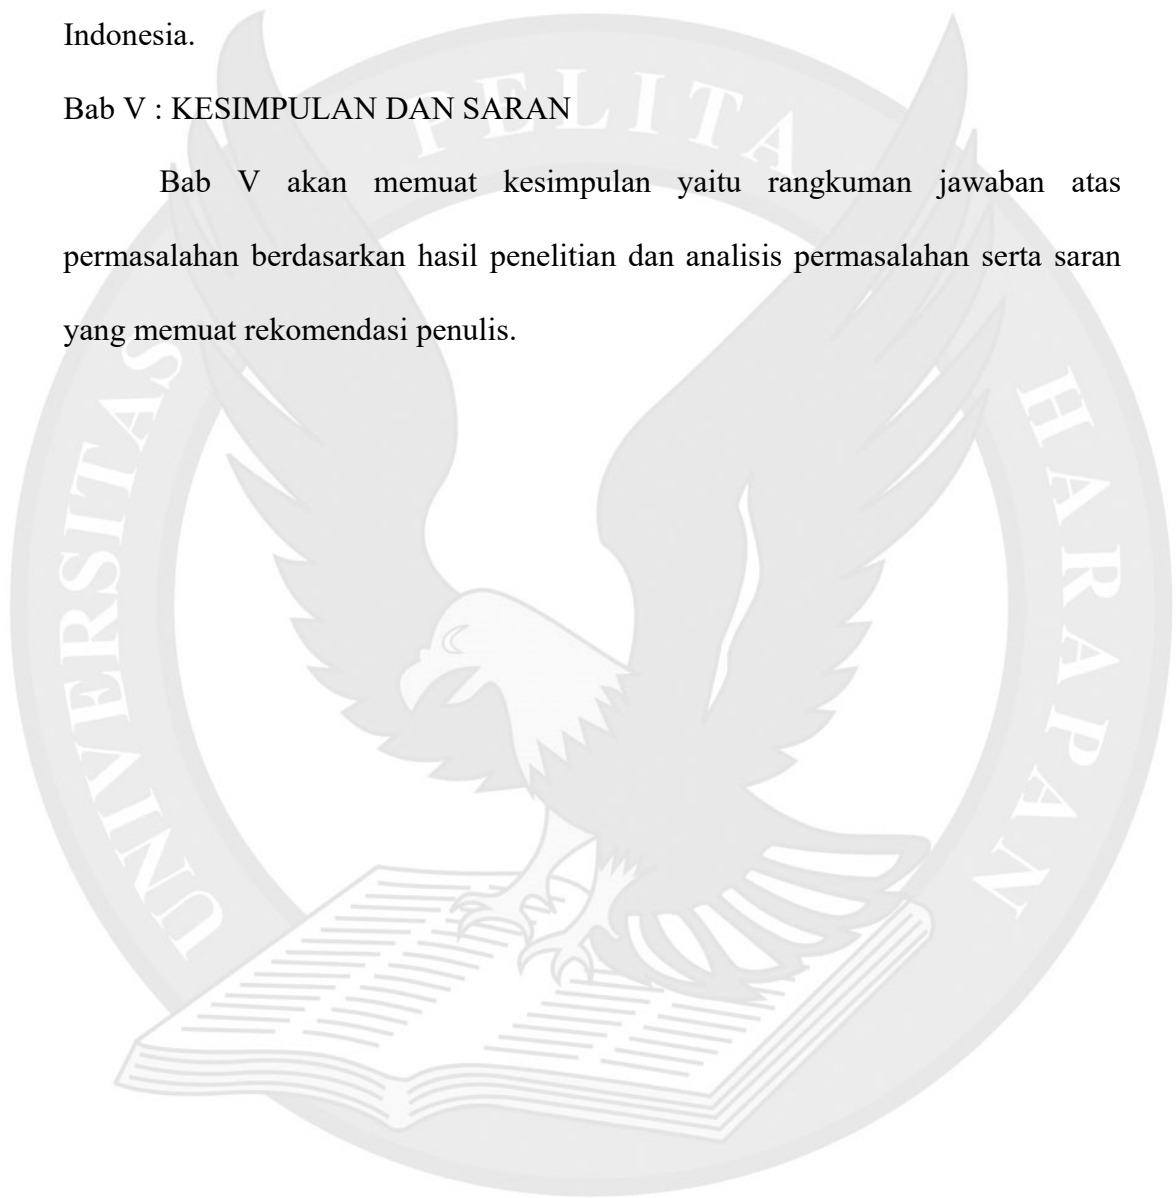 Indonesia.
Bab V : KESIMPULAN DAN SARAN
Bab V akan memuat kesimpulan yaitu rangkuman jawaban atas
permasalahan berdasarkan hasil penelitian dan analisis permasalahan serta saran
yang memuat rekomendasi penulis.
UNIVERSITAS PELITA HARAPAN